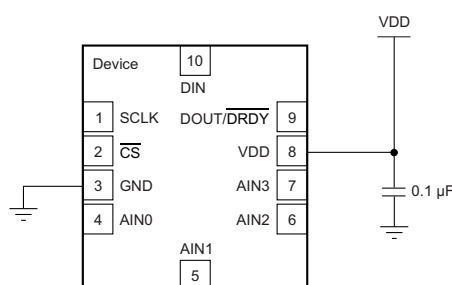 VDD
Device
10
DIN
1 SCLK
DOUT/DRDY 9
2 CS
VDD 8
3 GND
AIN3 7
0.1 µF
4 AIN0
AIN2 6
AIN1
5